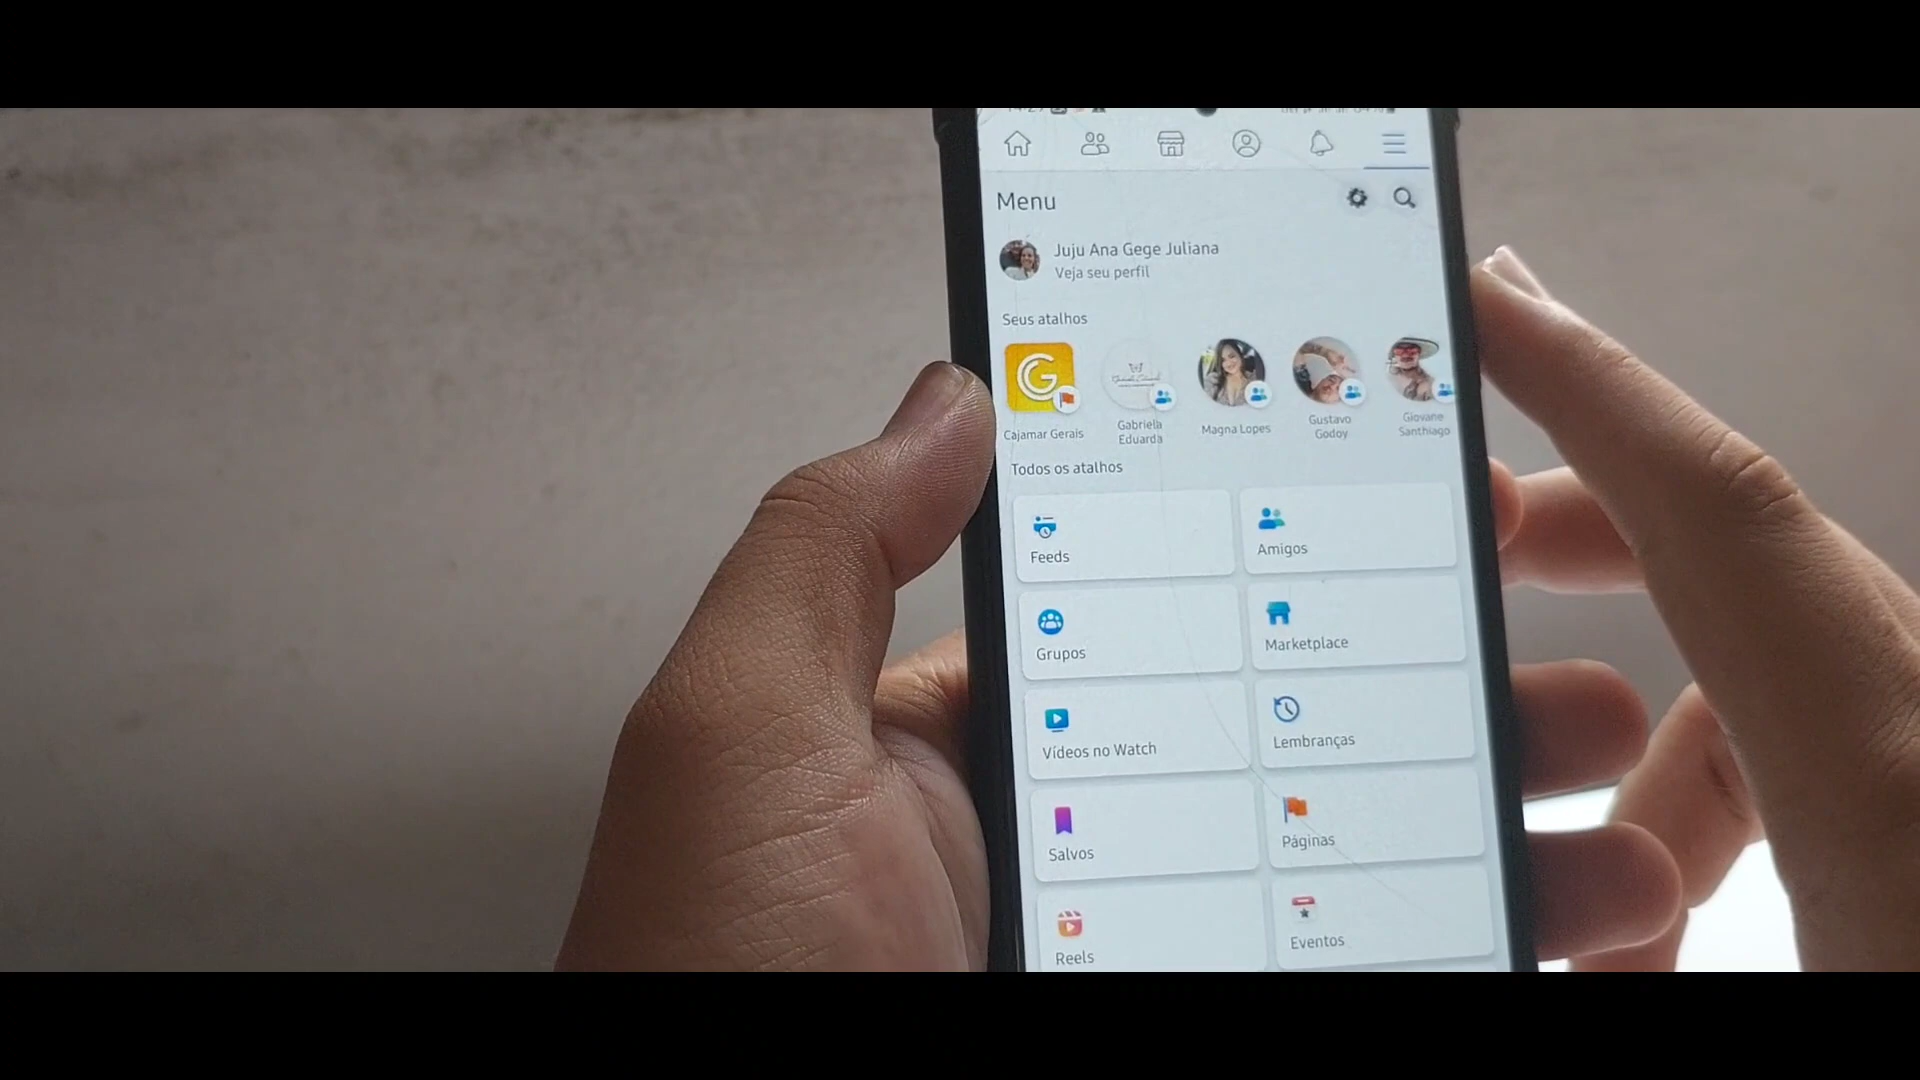 Menu
Juju Ana Gege Juliana
Veja seu perfil
Seus atalhos
Cajamar Gerais
Gabriela
Eduarda
Magna Lopes
Gustavo
Godoy
Giovane
Santhiago
Todos os atalhos
Feeds
Amigos
Grupos
Marketplace
Vídeos no Watch
Lembranças
Salvos
Páginas
Reels
Eventos